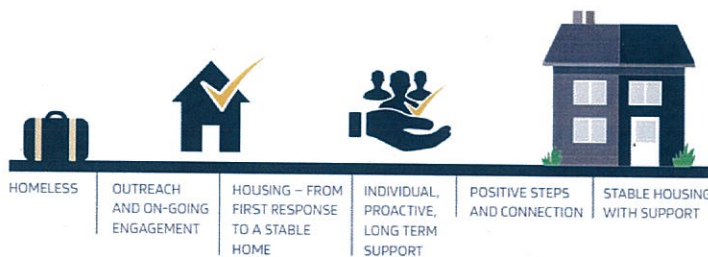 HOMELESS
OUTREACH
AND ON-GOING
ENGAGEMENT
HOUSING – FROM
FIRST RESPONSE
TO A STABLE
HOME
INDIVIDUAL,
PROACTIVE,
LONG TERM
SUPPORT
POSITIVE STEPS
AND CONNECTION
STABLE HOUSING
WITH SUPPORT